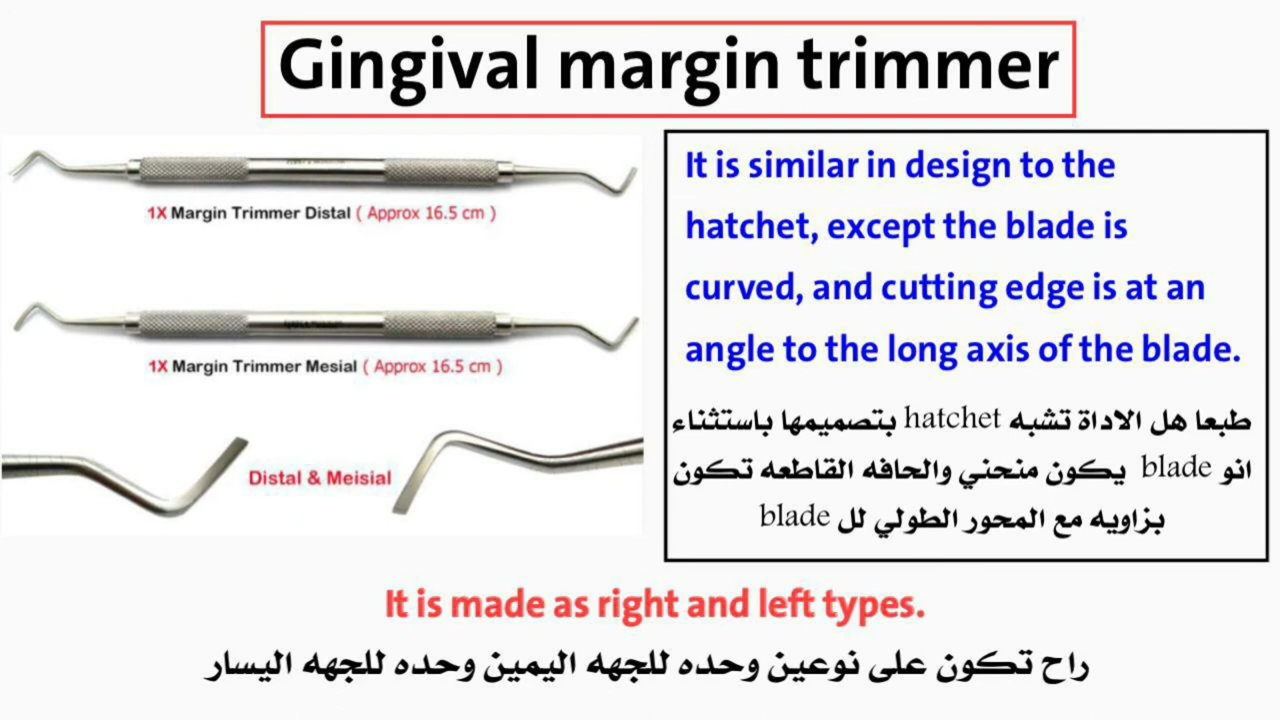 Gingival margin trimmer
1X Margin Trimmer Distal ( Approx 16.5 cm )
1X Margin Trimmer Mesial ( Approx 16.5 cm )
Distal & Meisial
It is similar in design to the
hatchet, except the blade is
curved, and cutting edge is at an
angle to the long axis of the blade.
طبعا هل الاداة تشبه hatchet بتصميمها باستثناء
انو blade يكون منحني والحافه القاطعه تكون
بزاويه مع المحور الطولي لل blade
It is made as right and left types.
راح تكون على نوعين وحده للجهه اليمين وحده للجهه اليسار